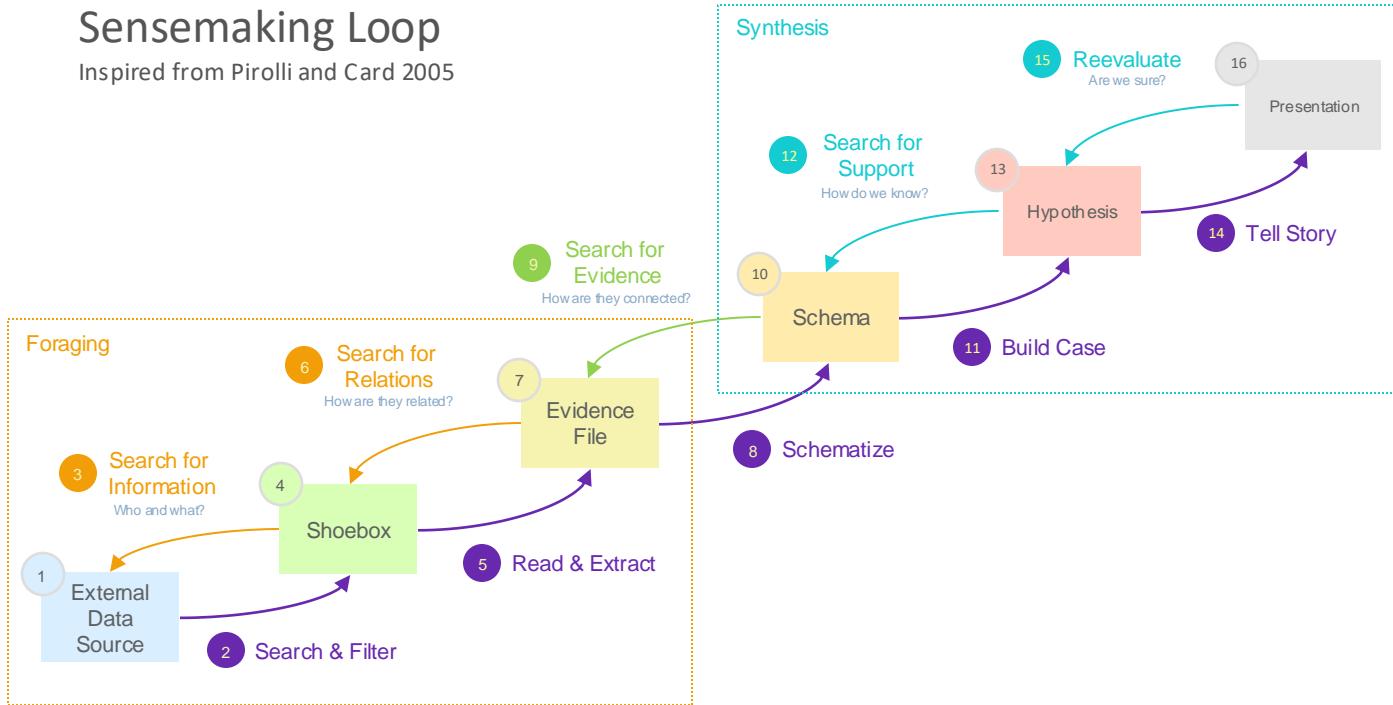 Sensemaking Loop
Inspired from Pirolli and Card 2005
Synthesis
15
Reevaluate
Are we sure?
16
Presentation
12
Search for
Support
How do we know?
13
Hypothesis
14
Tell Story
9
Search for
Evidence
How are they connected?
10
Schema
11
Build Case
Foraging
6
Search for
Relations
How are they related?
7
Evidence
File
8
Schematize
3
Search for
Information
Who and what?
4
Shoebox
5
Read & Extract
1
External
Data
Source
2
Search & Filter